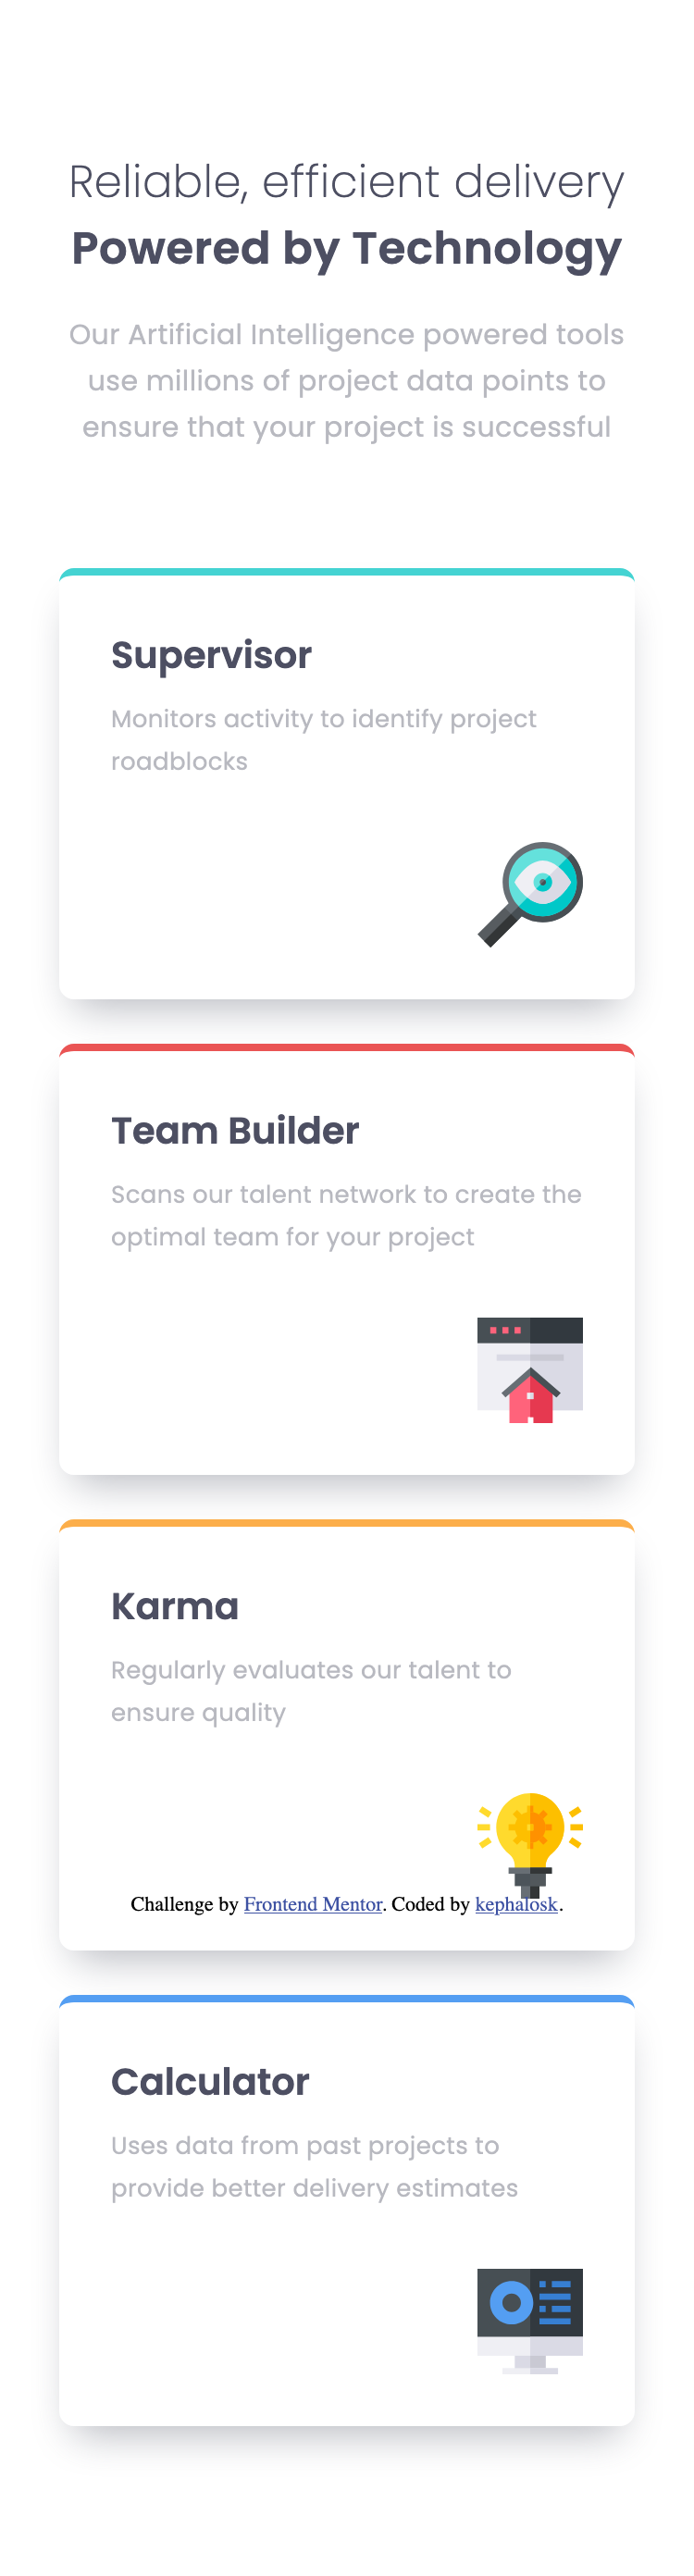 Reliable, efficient delivery
Powered by Technology
Our Artificial Intelligence powered tools
use millions of project data points to
ensure that your project is successful
Supervisor
Monitors activity to identify project
roadblocks
Team Builder
Scans our talent network to create the
optimal team for your project
Karma
Regularly evaluates our talent to
ensure quality
Challenge by Frontend Mentor. Coded by kephalosk.
Calculator
Uses data from past projects to
provide better delivery estimates